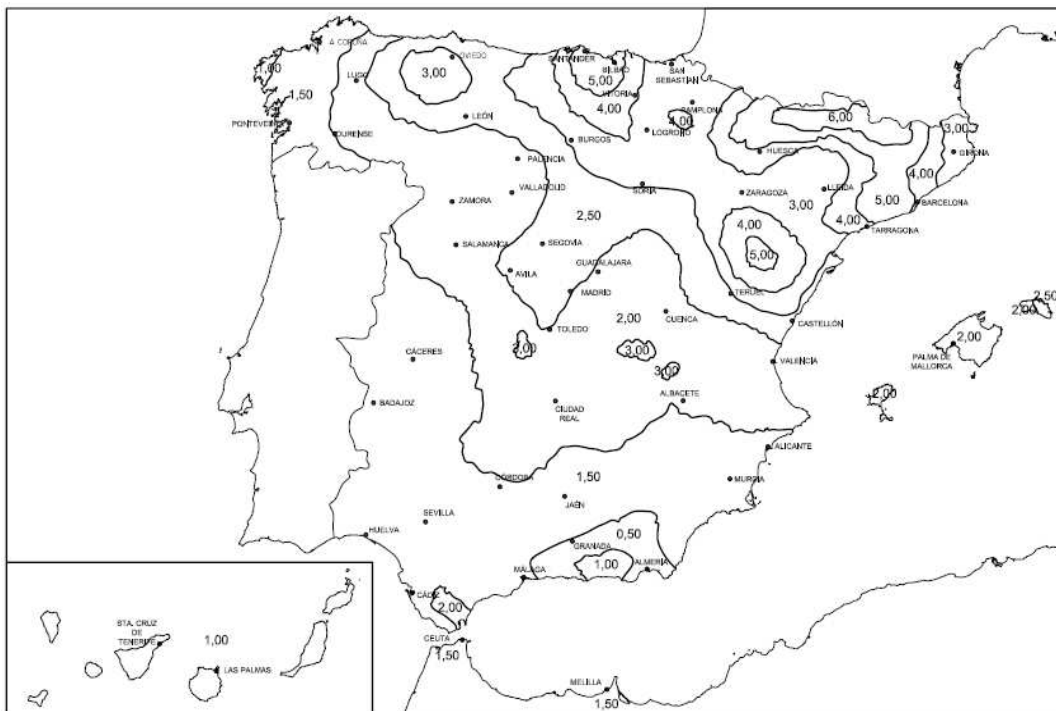 A CORUÑA
LUGO
PONTEVEDRA
OURENSE
1,00
1,50
OVIEDO
3,00
LEÓN
SANTANDER
BILBAO
5,00
VITORIA
4,00
SAN
SEBASTIÁN
PAMPLONA
4,00
LOGROÑO
BURGOS
PALENCIA
VALLADOLID
ZAMORA
SORIA
2,50
SALAMANCA
SEGOVIA
AVILA
GUADALAJARA
MADRID
6,00
HUESCA
ZARAGOZA
LLEIDA
3,00
4,00
5,00
3,00
GIRONA
4,00
5,00
BARCELONA
4,00
TARRAGONA
TERUEL
CASTELLÓN
2,00
CUENCA
TOLEDO
3,00
3,00
VALENCIA
CÁCERES
BADAJOZ
CIUDAD
REAL
ALBACETE
2,50
2,00
2,00
PALMA DE
MALLORCA
2,00
ALICANTE
MURCIA
1,50
CÓRDOBA
JAÉN
SEVILLA
HUELVA
0,50
GRANADA
1,00
ALMERÍA
MÁLAGA
CÁDIZ
2,00
CEUTA
1,50
MELILLA
1,50
STA. CRUZ
DE
TENERIFE
1,00
LAS PALMAS